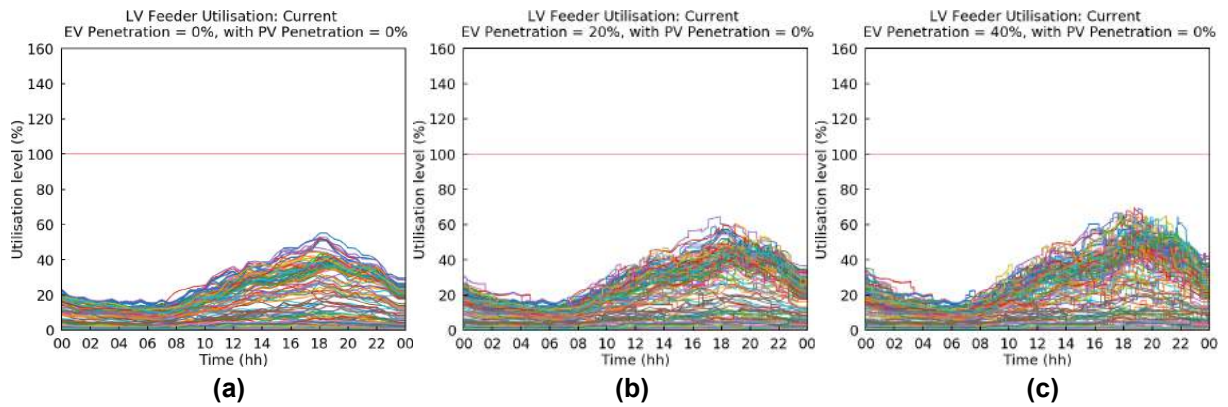 LV Feeder Utilisation: Current
EV Penetration = 0%, with PV Penetration = 0%
160
140
120
100
80
60
40
20
0
Utilisation level (%)
00 02 04 06 08 10 12 14 16 18 20 22 00
Time (hh)
(a)
LV Feeder Utilisation: Current
EV Penetration = 20%, with PV Penetration = 0%
160
140
120
100
80
60
40
20
0
Utilisation level (%)
00 02 04 06 08 10 12 14 16 18 20 22 00
Time (hh)
(b)
LV Feeder Utilisation: Current
EV Penetration = 40%, with PV Penetration = 0%
160
140
120
100
80
60
40
20
0
Utilisation level (%)
00 02 04 06 08 10 12 14 16 18 20 22 00
Time (hh)
(c)